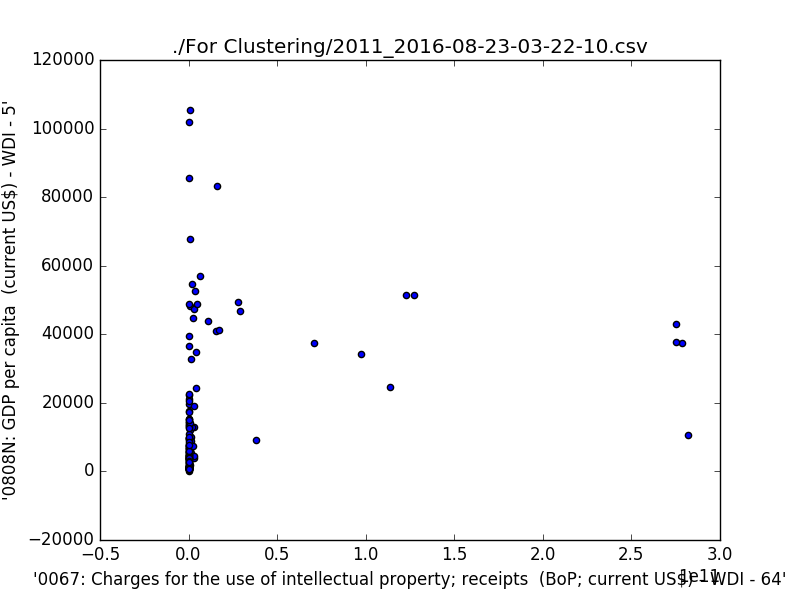 ./For Clustering/2011_2016-08-23-03-22-10.csv
120000
100000
80000
60000
40000
20000
0
−20000
'0808N: GDP per capita  (current US$) - WDI - 5'
−0.5 0.0 0.5 1.0 1.5 2.0 2.5 3.0
1e11
'0067: Charges for the use of intellectual property; receipts  (BoP; current US$) - WDI - 64'